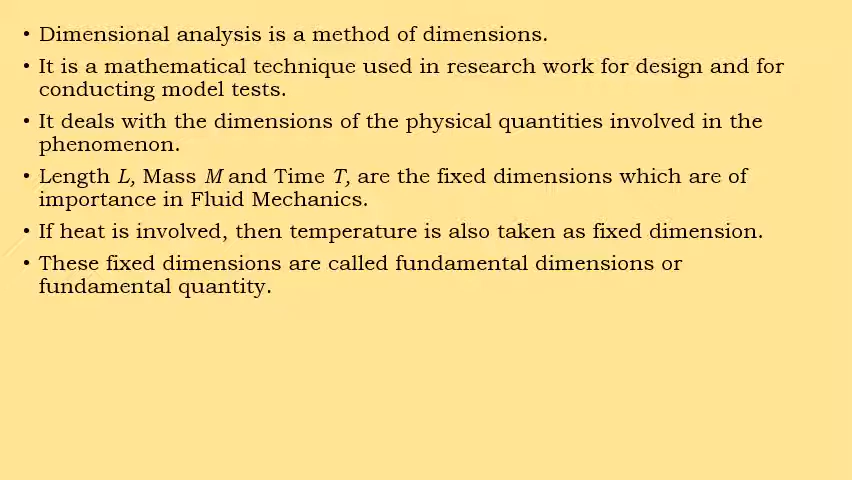 • Dimensional analysis is a method of dimensions.
• It is a mathematical technique used in research work for design and for
conducting model tests.
• It deals with the dimensions of the physical quantities involved in the
phenomenon.
• Length L, Mass M and Time T, are the fixed dimensions which are of
importance in Fluid Mechanics.
• If heat is involved, then temperature is also taken as fixed dimension.
• These fixed dimensions are called fundamental dimensions or
fundamental quantity.